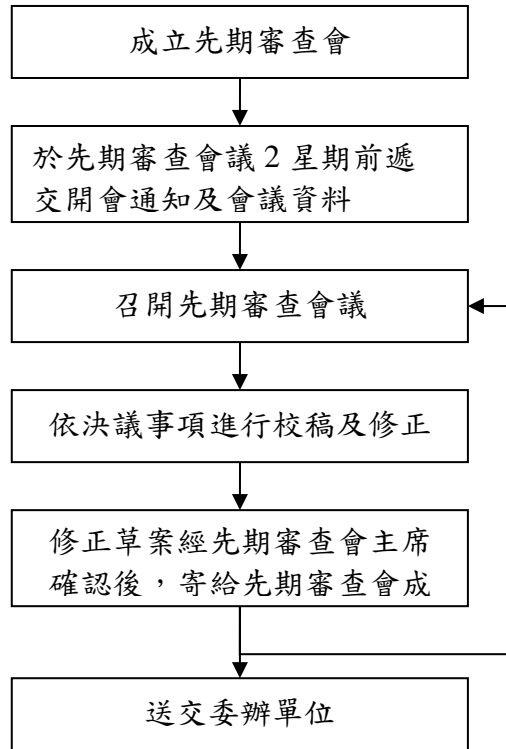 成立先期審查會
於先期審查會議 2 星期前遞
交開會通知及會議資料
召開先期審查會議
依決議事項進行校稿及修正
修正草案經先期審查會主席
確認後，寄給先期審查會成
送交委辦單位